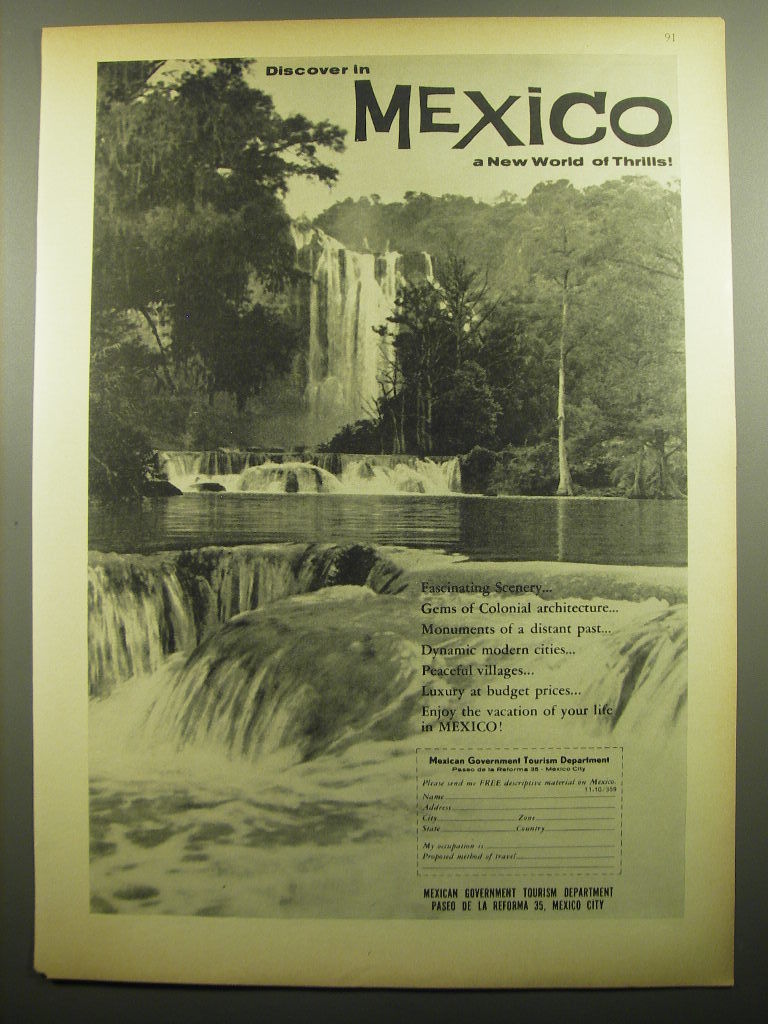 91
Discover in
MEXiCO
a New World of Thrills!
Fascinating Scenery...
Gems of Colonial architecture...
Monuments of a distant past...
Dynamic modern cities...
Peaceful villages...
Luxury at budget prices...
Enjoy the vacation of your life
in MEXICO!
Mexican Government Tourism Department
Paseo de la Reforma 35 - Mexico City
Please send me FREE descriptive material on Mexico.
11-10/359
Name
Address
City Zone
State Country
My occupation is
Proposed method of travel
MEXICAN GOVERNMENT TOURISM DEPARTMENT
PASEO DE LA REFORMA 35, MEXICO CITY